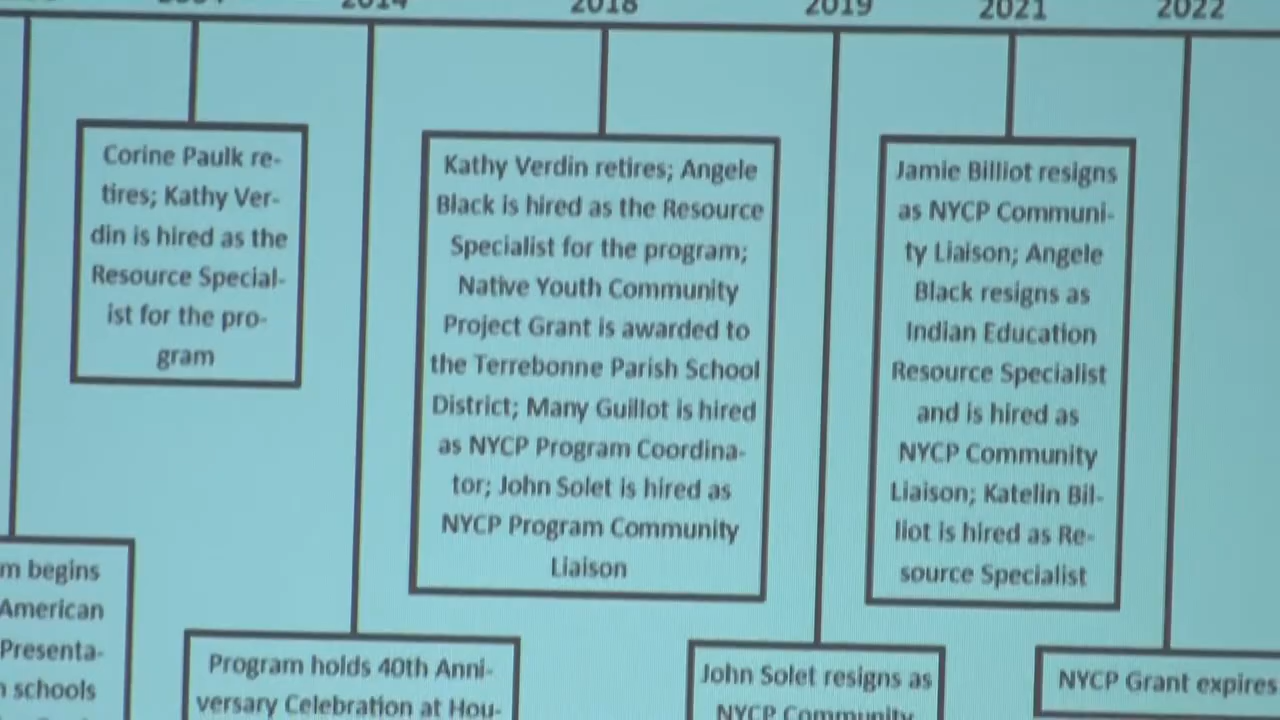 2014
2018
2019
2021
2022
Corine Paulk re-
tires; Kathy Ver-
din is hired as the
Resource Special-
ist for the pro-
gram
Kathy Verdin retires; Angele
Black is hired as the Resource
Specialist for the program;
Native Youth Community
Project Grant is awarded to
the Terrebonne Parish School
District; Many Guillot is hired
as NYCP Program Coordina-
tor; John Solet is hired as
NYCP Program Community
Liaison
Jamie Billiot resigns
as NYCP Communi-
ty Liaison; Angele
Black resigns as
Indian Education
Resource Specialist
and is hired as
NYCP Community
Liaison; Katelin Bil-
liot is hired as Re-
source Specialist
m begins
American
Presenta-
schools
Program holds 40th Anni-
versary Celebration at Hou-
John Solet resigns as
NYCP Community
NYCP Grant expires